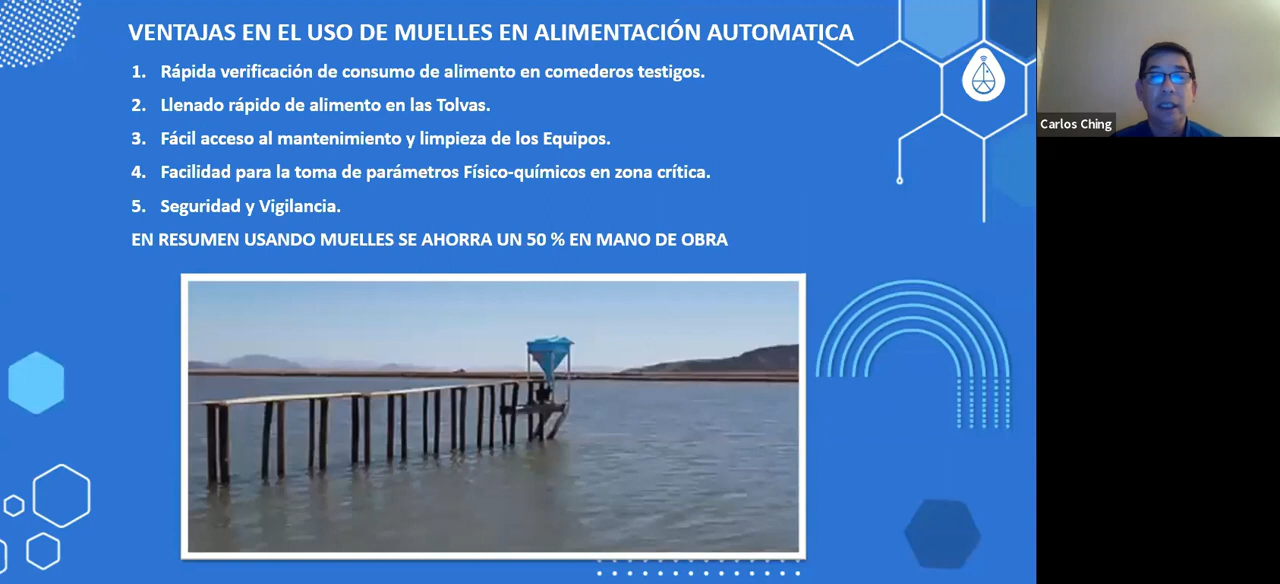 VENTAJAS EN EL USO DE MUELLES EN ALIMENTACIÓN AUTOMATICA
1. Rápida verificación de consumo de alimento en comederos testigos.
2. Llenado rápido de alimento en las Tolvas.
3. Fácil acceso al mantenimiento y limpieza de los Equipos.
4. Facilidad para la toma de parámetros Físico-químicos en zona crítica.
5. Seguridad y Vigilancia.
EN RESUMEN USANDO MUELLES SE AHORRA UN 50 % EN MANO DE OBRA
Carlos Ching